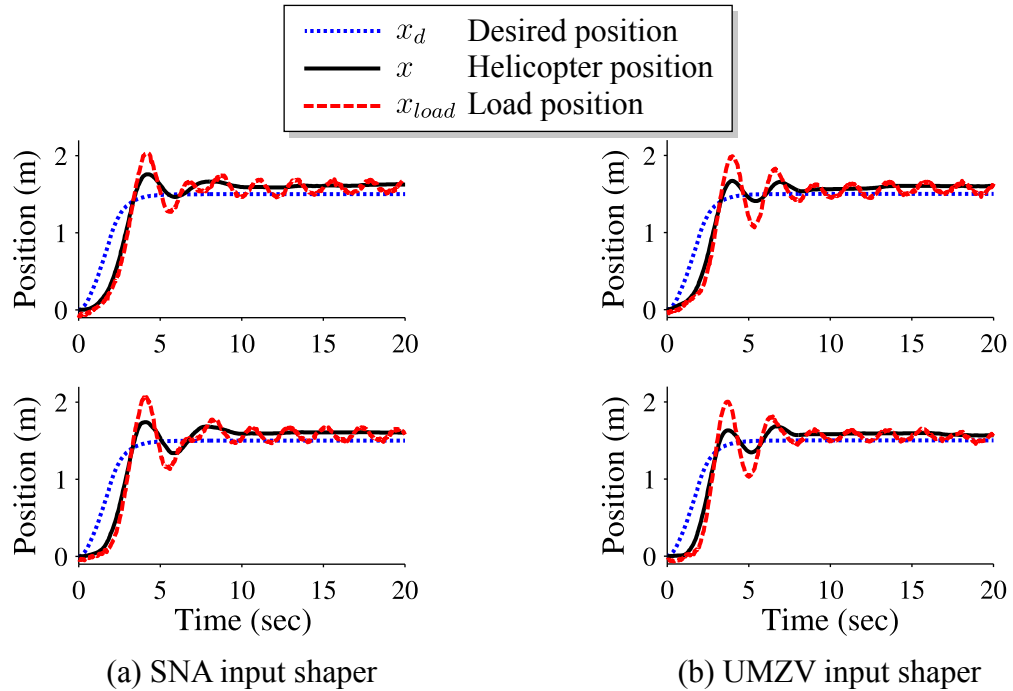 x_d Desired position
x Helicopter position
x_load Load position
2
1
0
Position (m)
0 5 10 15 20
2
1
0
Position (m)
0 5 10 15 20
2
1
0
Position (m)
0 5 10 15 20
Time (sec)
2
1
0
Position (m)
0 5 10 15 20
Time (sec)
(a) SNA input shaper
(b) UMZV input shaper